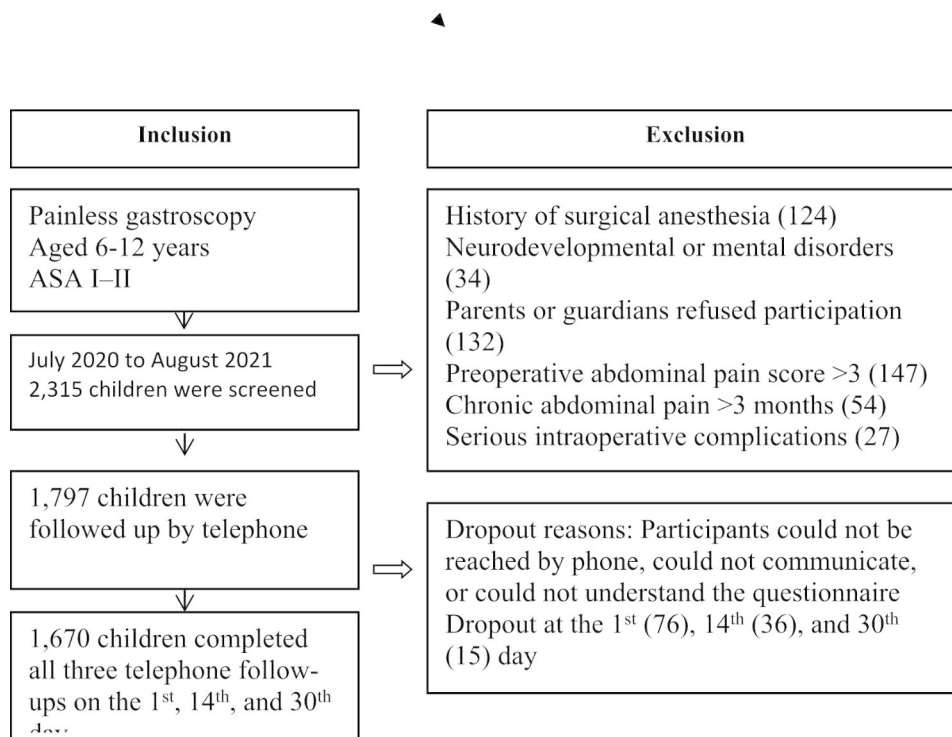 Inclusion
Exclusion
Painless gastroscopy
Aged 6-12 years
ASA I–II
History of surgical anesthesia (124)
Neurodevelopmental or mental disorders
(34)
Parents or guardians refused participation
(132)
Preoperative abdominal pain score >3 (147)
Chronic abdominal pain >3 months (54)
Serious intraoperative complications (27)
July 2020 to August 2021
2,315 children were screened
1,797 children were
followed up by telephone
Dropout reasons: Participants could not be
reached by phone, could not communicate,
or could not understand the questionnaire
Dropout at the 1st (76), 14th (36), and 30th
(15) day
1,670 children completed
all three telephone follow-
ups on the 1st, 14th, and 30th
day